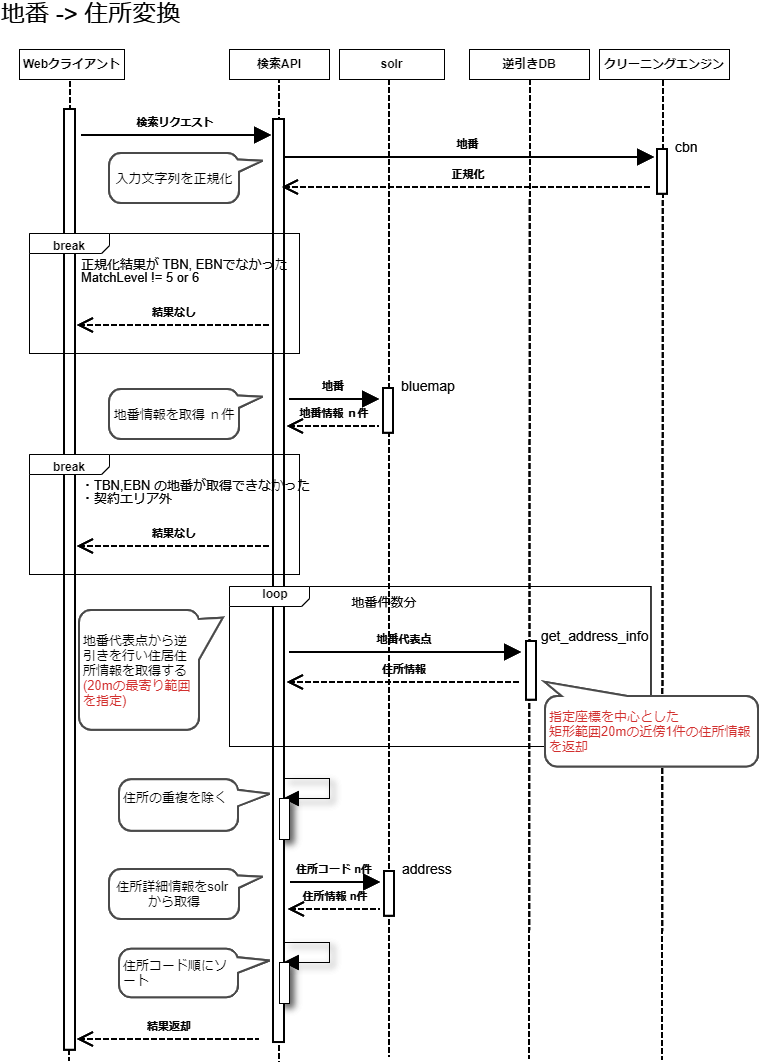 地番 -> 住所変換
Webクライアント
検索API
solr
逆引きDB
クリーニングエンジン
検索リクエスト
地番
cbn
入力文字列を正規化
正規化
break
正規化結果が TBN, EBNでなかった
MatchLevel != 5 or 6
結果なし
地番
bluemap
地番情報を取得 ｎ件
地番情報 ｎ件
break
・TBN,EBN の地番が取得できなかった
・契約エリア外
結果なし
loop
地番件数分
地番代表点から逆
引きを行い住居住
所情報を取得する
(20mの最寄り範囲
を指定)
地番代表点
get_address_info
住所情報
指定座標を中心とした
矩形範囲20mの近傍1件の住所情報
を返却
住所の重複を除く
住所コード n件
address
住所詳細情報をsolr
から取得
住所情報 n件
住所コード順にソ
ート
結果返却